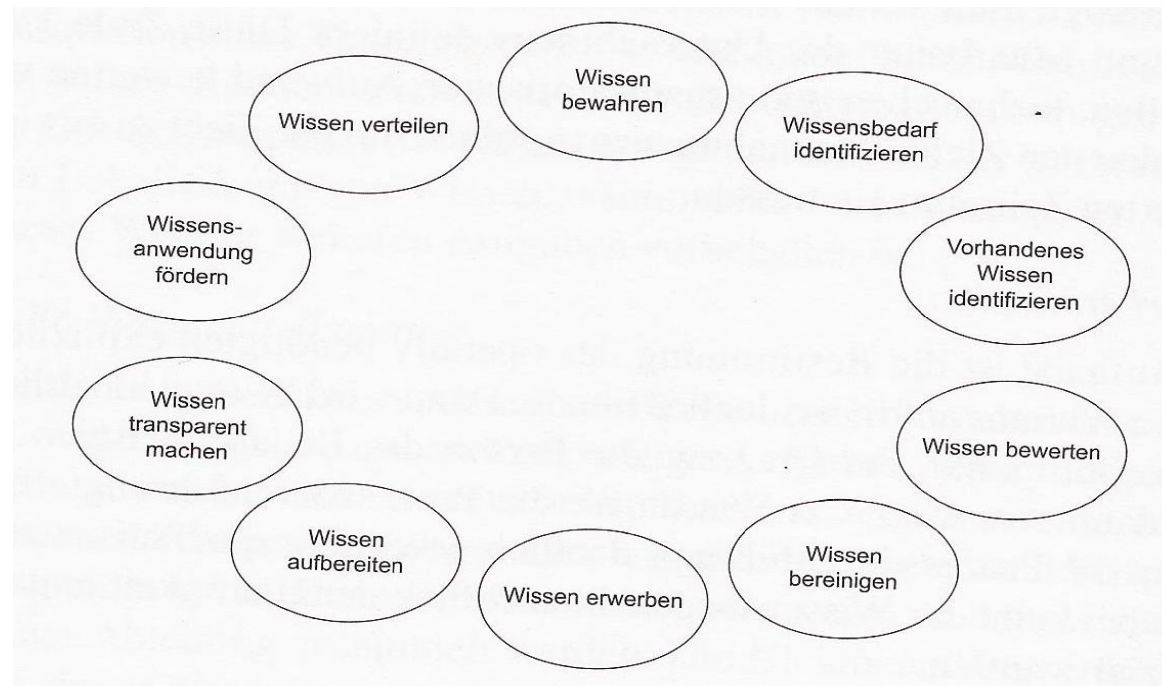 Wissen
bewahren
Wissen verteilen
Wissensbedarf
identifizieren
Wissens-
anwendung
fördern
Vorhandenes
Wissen
identifizieren
Wissen
transparent
machen
Wissen bewerten
Wissen
aufbereiten
Wissen
bereinigen
Wissen erwerben